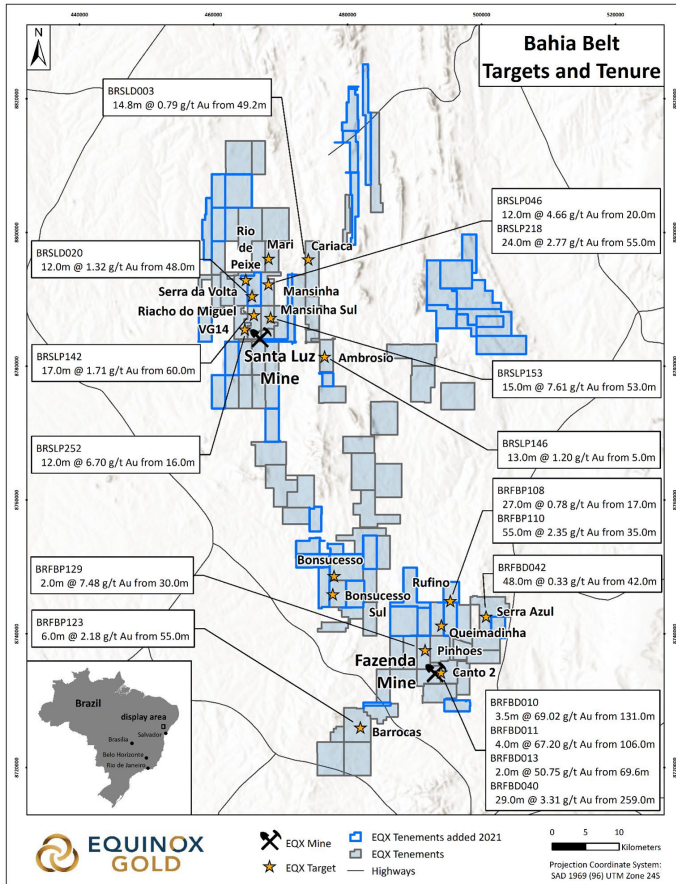 440000 460000 480000 500000 520000
Bahia Belt
Targets and Tenure
N
8820000
8820000
BRSLD003
14.8m @ 0.79 g/t Au from 49.2m
BRSLP046
12.0m @ 4.66 g/t Au from 20.0m
BRSLP218
24.0m @ 2.77 g/t Au from 55.0m
8800000
8800000
BRSLD020
12.0m @ 1.32 g/t Au from 48.0m
Rio
de
Peixe
Mari
Cariaca
Serra da Volta
Mansinha
Riacho do Miguel
Mansinha Sul
VG14
Santa Luz
Mine
Ambrosio
BRSLP142
17.0m @ 1.71 g/t Au from 60.0m
BRSLP153
15.0m @ 7.61 g/t Au from 53.0m
8780000
8780000
BRSLP252
12.0m @ 6.70 g/t Au from 16.0m
BRSLP146
13.0m @ 1.20 g/t Au from 5.0m
8760000
8760000
BRFBP108
27.0m @ 0.78 g/t Au from 17.0m
BRFBP110
55.0m @ 2.35 g/t Au from 35.0m
BRFBP129
2.0m @ 7.48 g/t Au from 30.0m
BRFBD042
48.0m @ 0.33 g/t Au from 42.0m
BRFBP123
6.0m @ 2.18 g/t Au from 55.0m
Bonsucesso
Bonsucesso
Sul
Rufino
Serra Azul
Queimadinha
8740000
8740000
Pinhoes
Fazenda
Mine
Canto 2
Barrocas
BRFBD010
3.5m @ 69.02 g/t Au from 131.0m
BRFBD011
4.0m @ 67.20 g/t Au from 106.0m
BRFBD013
2.0m @ 50.75 g/t Au from 69.6m
BRFBD040
29.0m @ 3.31 g/t Au from 259.0m
8720000
Brazil
display area
Brasilia
Salvador
Belo Horizonte
Rio de Janeiro
EQUINOX
GOLD
EQX Mine
EQX Target
EQX Tenements added 2021
EQX Tenements
Highways
0 5 10
Kilometers
Projection Coordinate System:
SAD 1969 (96) UTM Zone 24S